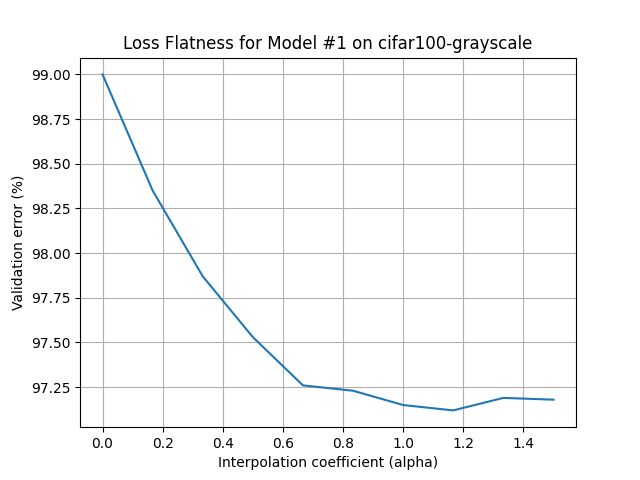 Loss Flatness for Model #1 on cifar100-grayscale
99.00
98.75
98.50
98.25
98.00
97.75
97.50
97.25
Validation error (%)
0.0 0.2 0.4 0.6 0.8 1.0 1.2 1.4
Interpolation coefficient (alpha)